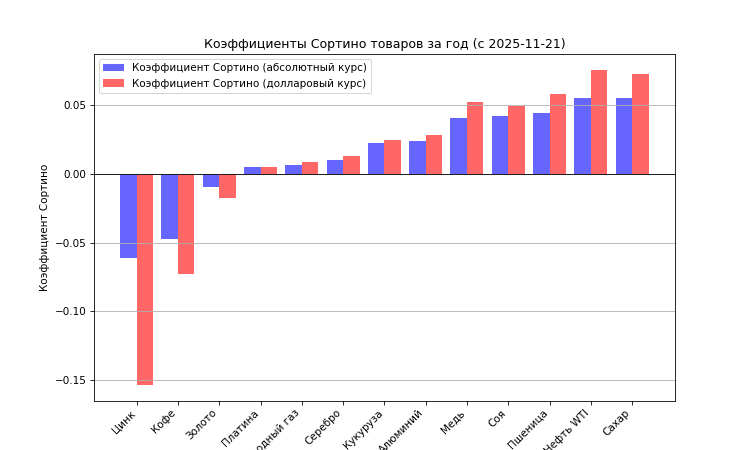 Коэффициенты Сортино товаров за год (с 2025-11-21)
Коэффициент Сортино (абсолютный курс)
Коэффициент Сортино (долларовый курс)
Коэффициент Сортино
0.05
0.00
−0.05
−0.10
−0.15
Цинк
Кофе
Золото
Платина
одный газ
Серебро
Кукуруза
Алюминий
Медь
Соя
Пшеница
Нефть WTI
Сахар